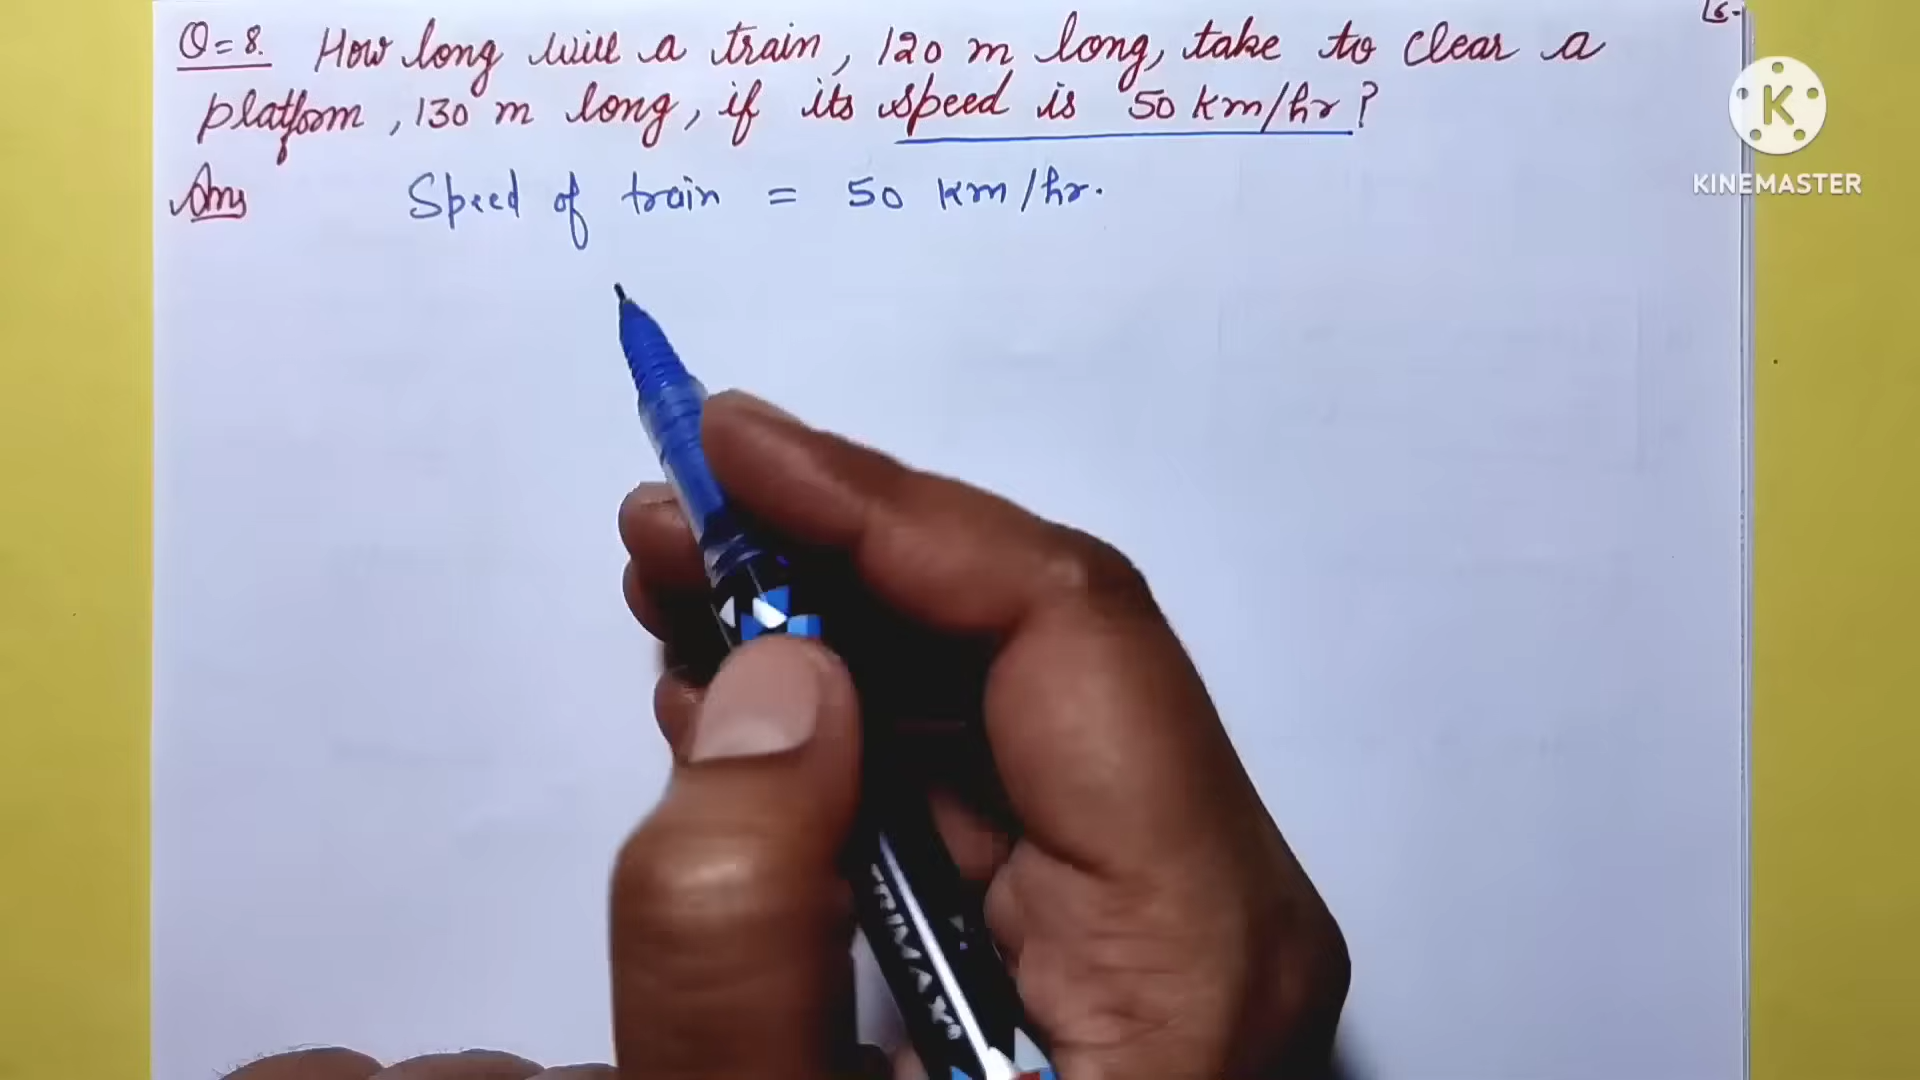 Q=8. How long will a train, 120 m long, take to clear a
platform, 130 m long, if its speed is 50 km/hr?
Ans Speed of train = 50 km/hr.
K
KINEMASTER
TRIMAX